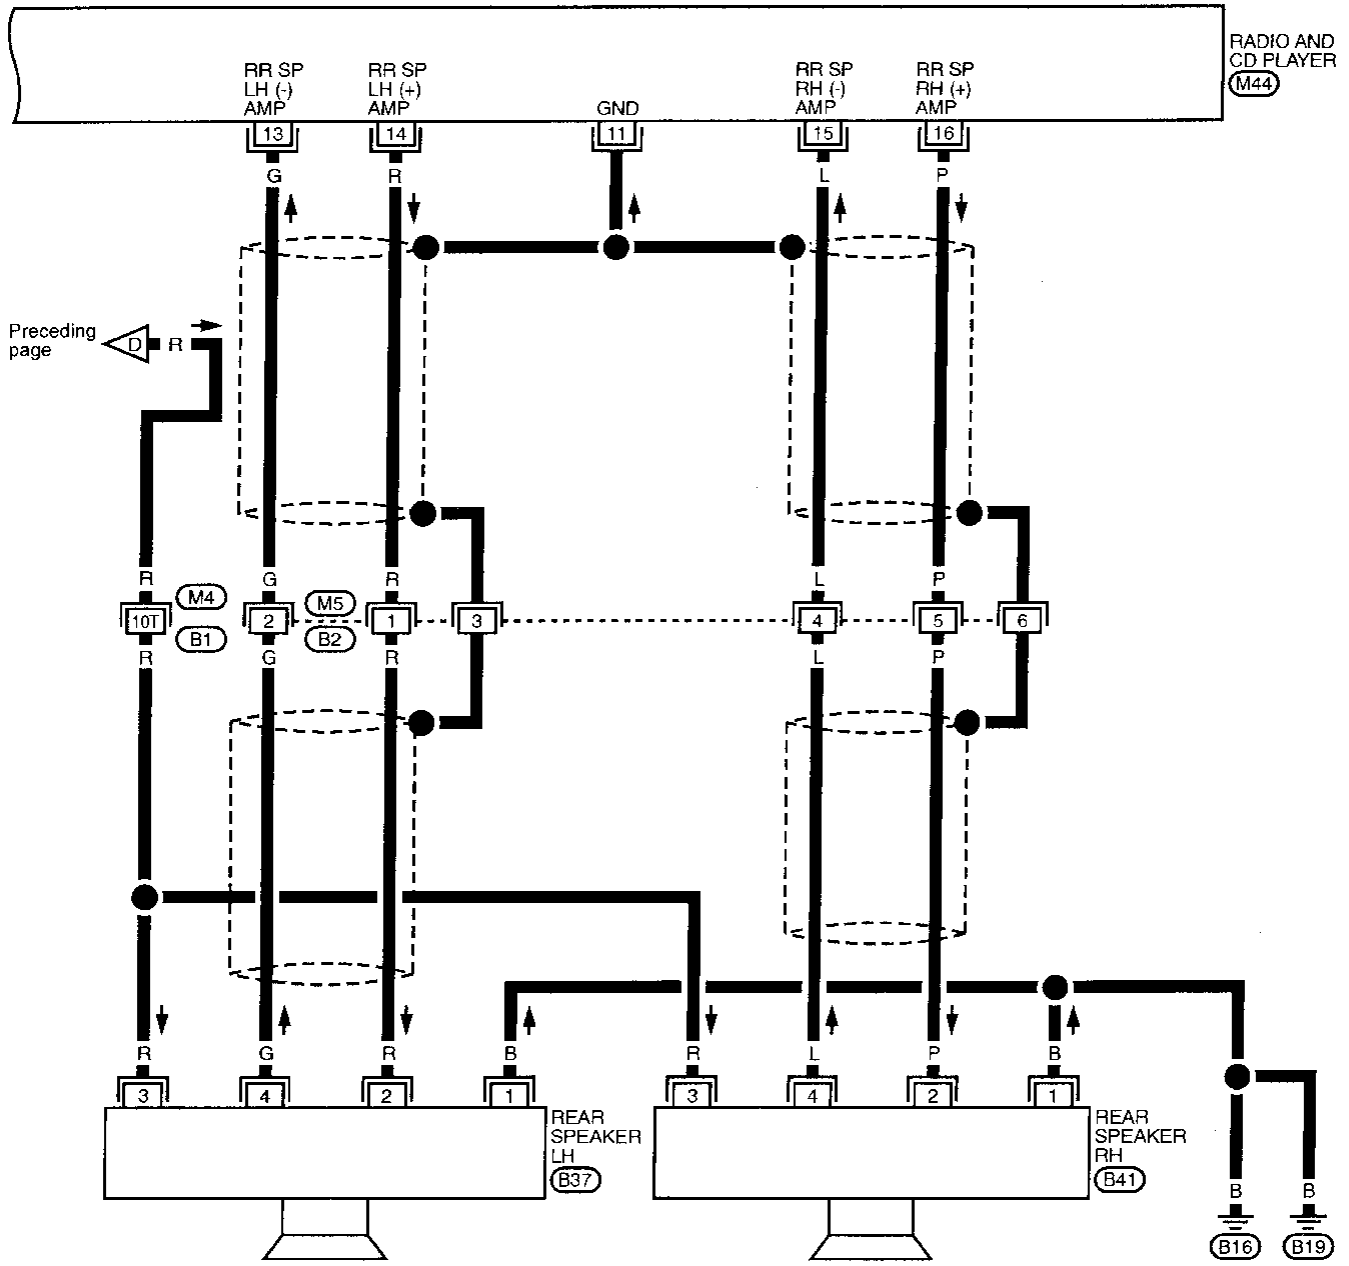 RADIO AND
CD PLAYER
M44
RR SP
LH (-)
AMP
RR SP
LH (+)
AMP
GND
RR SP
RH (-)
AMP
RR SP
RH (+)
AMP
13
14
11
15
16
G
R
L
P
Preceding
page
D
R
R
G
R
L
P
M4
M5
10T
2
1
3
4
5
6
B1
B2
R
G
R
L
P
R
G
R
B
R
L
P
B
3
4
2
1
3
4
2
1
REAR
SPEAKER
LH
B37
REAR
SPEAKER
RH
B41
B
B
B16
B19